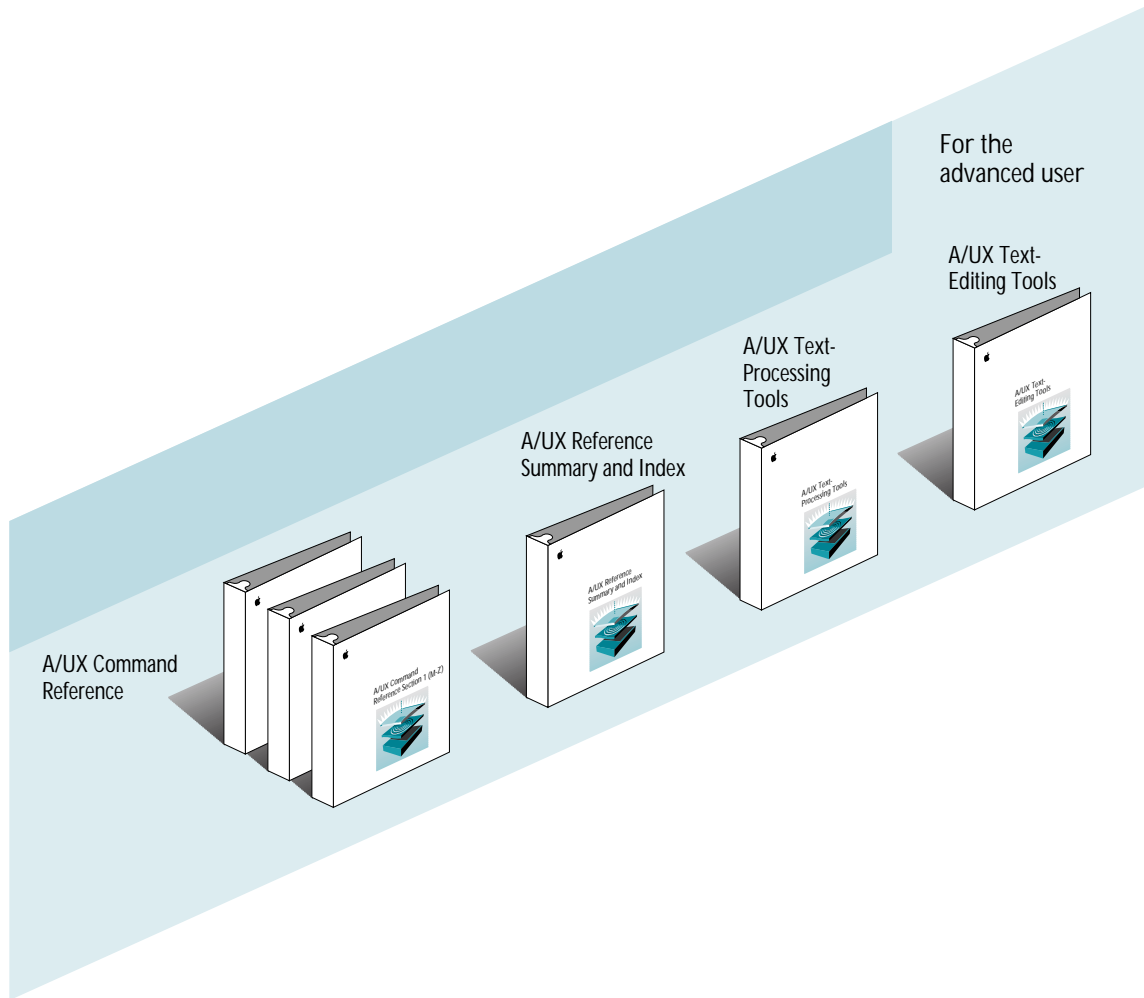 For the
advanced user
A/UX Text-
Editing Tools
A/UX Text-
Editing Tools
A/UX Text-
Processing
Tools
A/UX Text-
Processing Tools
A/UX Reference
Summary and Index
A/UX Reference
Summary and Index
A/UX Command
Reference
A/UX Command
Reference Section 1 (M-Z)